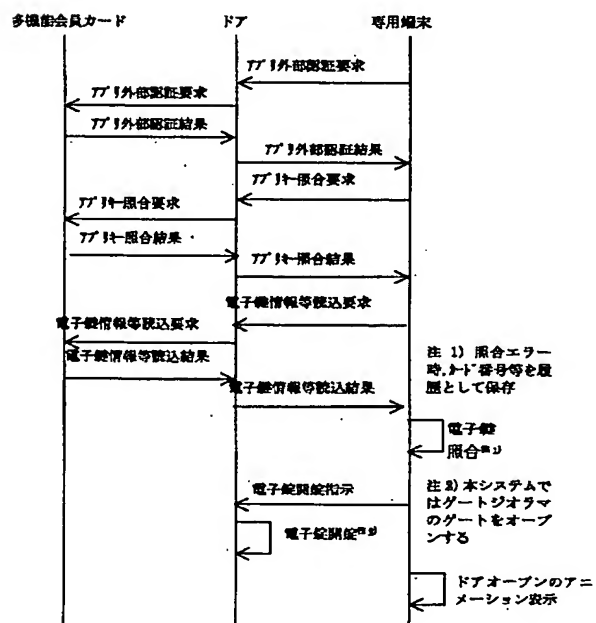 多機能会員カード
ドア
専用端末
アプリ外部認証要求
アプリ外部認証要求
アプリ外部認証結果
アプリ外部認証結果
アプリキー照合要求
アプリキー照合要求
アプリキー照合結果
アプリキー照合結果
電子鍵情報等読込要求
電子鍵情報等読込要求
電子鍵情報等読込結果
電子鍵情報等読込結果
注 1) 照合エラー
時、カード番号等を履
歴として保存
電子鍵
照合注1)
電子錠開錠指示
注 2) 本システムで
はゲートジオラマ
のゲートをオープ
ンする
電子錠開錠注2)
ドアオープンのアニ
メーション表示